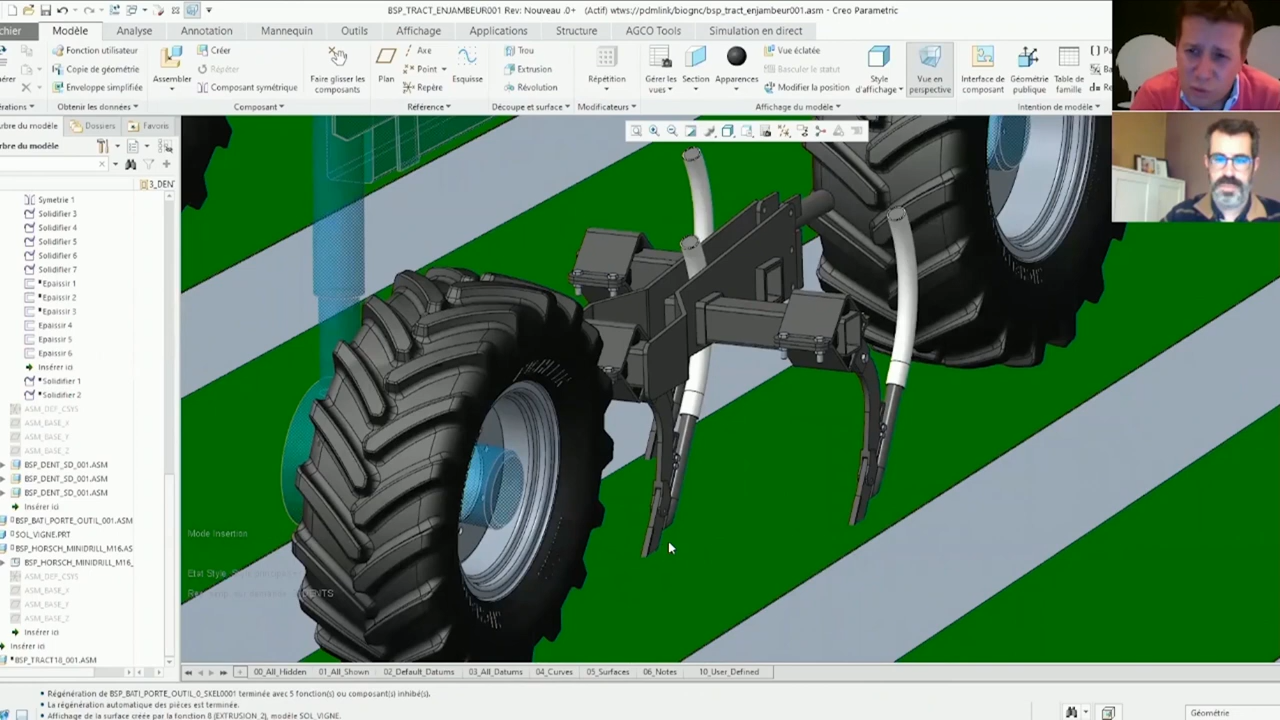 BSP_TRACT_ENJAMBEUR001 Rev: Nouveau .0+ (Actif) wtws://pdmlink/biognc/bsp_tract_enjambeur001.asm - Creo Parametric
chier Modèle Analyse Annotation Mannequin Outils Affichage Applications Structure AGCO Tools Simulation en direct
Fonction utilisateur
Copie de géométrie
Enveloppe simplifiée
Assembler
Créer
Répéter
Composant symétrique
Faire glisser les composants
Plan
Axe
Point
Repère
Esquisse
Trou
Extrusion
Révolution
Répétition
Gérer les vues
Section
Apparences
Vue éclatée
Basculer le statut
Modifier la position
Style d'affichage
Vue en perspective
Interface de composant
Géométrie publique
Table de famille
érations Obtenir les données Composant Référence Découpe et surface Modificateurs Affichage du modèle Intention de modèle
bre du modèle Dossiers Favoris
bre du modèle
3_DEN
Symetrie 1
Solidifier 3
Solidifier 4
Solidifier 5
Solidifier 6
Solidifier 7
Epaissir 1
Epaissir 2
Epaissir 3
Epaissir 4
Epaissir 5
Epaissir 6
Insérer ici
Solidifier 1
Solidifier 2
ASM_DEF_CSYS
ASM_BASE_X
ASM_BASE_Y
ASM_BASE_Z
BSP_DENT_SD_001.ASM
BSP_DENT_SD_001.ASM
BSP_DENT_SD_001.ASM
Insérer ici
BSP_BATI_PORTE_OUTIL_001.ASM
SOL_VIGNE.PRT
BSP_HORSCH_MINIDRILL_M16.AS
BSP_HORSCH_MINIDRILL_M16_
ASM_DEF_CSYS
ASM_BASE_X
ASM_BASE_Y
ASM_BASE_Z
Insérer ici
Insérer ici
BSP_TRACT18_001.ASM
Mode Insertion
Etat Style
DENTS
00_All_Hidden 01_All_Shown 02_Default_Datums 03_All_Datums 04_Curves 05_Surfaces 06_Notes 10_User_Defined
• Régénération de BSP_BATI_PORTE_OUTIL_0_SKEL0001 terminée avec 5 fonction(s) ou composant(s) inhibé(s).
• La régénération automatique des pièces est terminée.
• Affichage de la surface créée par la fonction 8 (EXTRUSION_2), modèle SOL_VIGNE.
Géométrie